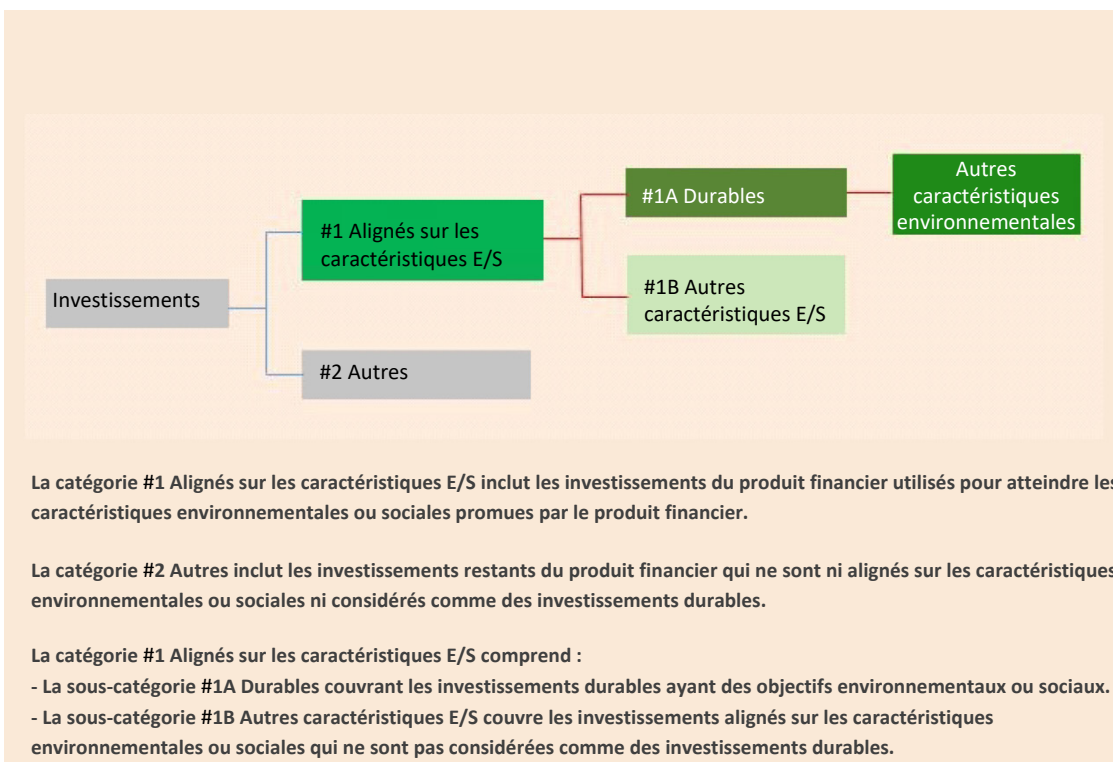 Investissements
#1 Alignés sur les
caractéristiques E/S
#2 Autres
#1A Durables
#1B Autres
caractéristiques E/S
Autres
caractéristiques
environnementales
La catégorie #1 Alignés sur les caractéristiques E/S inclut les investissements du produit financier utilisés pour atteindre les
caractéristiques environnementales ou sociales promues par le produit financier.
La catégorie #2 Autres inclut les investissements restants du produit financier qui ne sont ni alignés sur les caractéristiques
environnementales ou sociales ni considérés comme des investissements durables.
La catégorie #1 Alignés sur les caractéristiques E/S comprend :
- La sous-catégorie #1A Durables couvrant les investissements durables ayant des objectifs environnementaux ou sociaux.
- La sous-catégorie #1B Autres caractéristiques E/S couvre les investissements alignés sur les caractéristiques
environnementales ou sociales qui ne sont pas considérées comme des investissements durables.